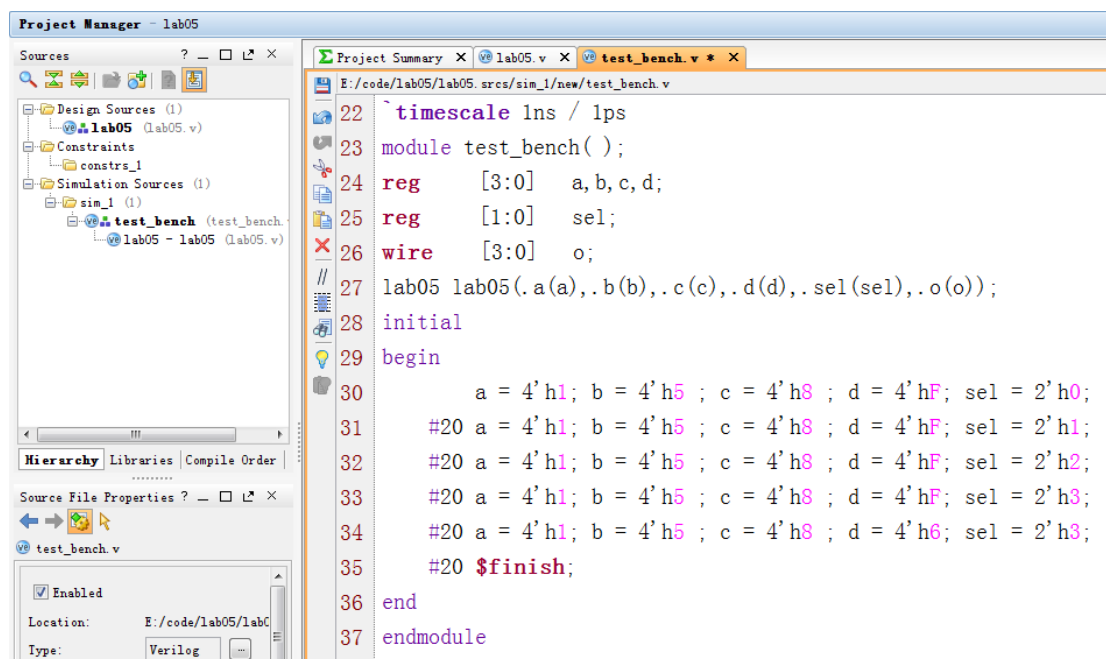 Project Manager - lab05
Sources ? _ □ ✕
Design Sources (1)
lab05 (lab05.v)
Constraints
constrs_1
Simulation Sources (1)
sim_1 (1)
test_bench (test_bench.
lab05 - lab05 (lab05.v)
Hierarchy Libraries Compile Order
Source File Properties ? _ □ ✕
test_bench.v
Enabled
Location: E:/code/lab05/lab0
Type: Verilog ...
Σ Project Summary ✕ lab05.v ✕ test_bench.v * ✕
E:/code/lab05/lab05.srcs/sim_1/new/test_bench.v
22 `timescale 1ns / 1ps
23 module test_bench( );
24 reg [3:0] a,b,c,d;
25 reg [1:0] sel;
26 wire [3:0] o;
27 lab05 lab05(.a(a),.b(b),.c(c),.d(d),.sel(sel),.o(o));
28 initial
29 begin
30 a = 4'h1; b = 4'h5 ; c = 4'h8 ; d = 4'hF; sel = 2'h0;
31 #20 a = 4'h1; b = 4'h5 ; c = 4'h8 ; d = 4'hF; sel = 2'h1;
32 #20 a = 4'h1; b = 4'h5 ; c = 4'h8 ; d = 4'hF; sel = 2'h2;
33 #20 a = 4'h1; b = 4'h5 ; c = 4'h8 ; d = 4'hF; sel = 2'h3;
34 #20 a = 4'h1; b = 4'h5 ; c = 4'h8 ; d = 4'h6; sel = 2'h3;
35 #20 $finish;
36 end
37 endmodule